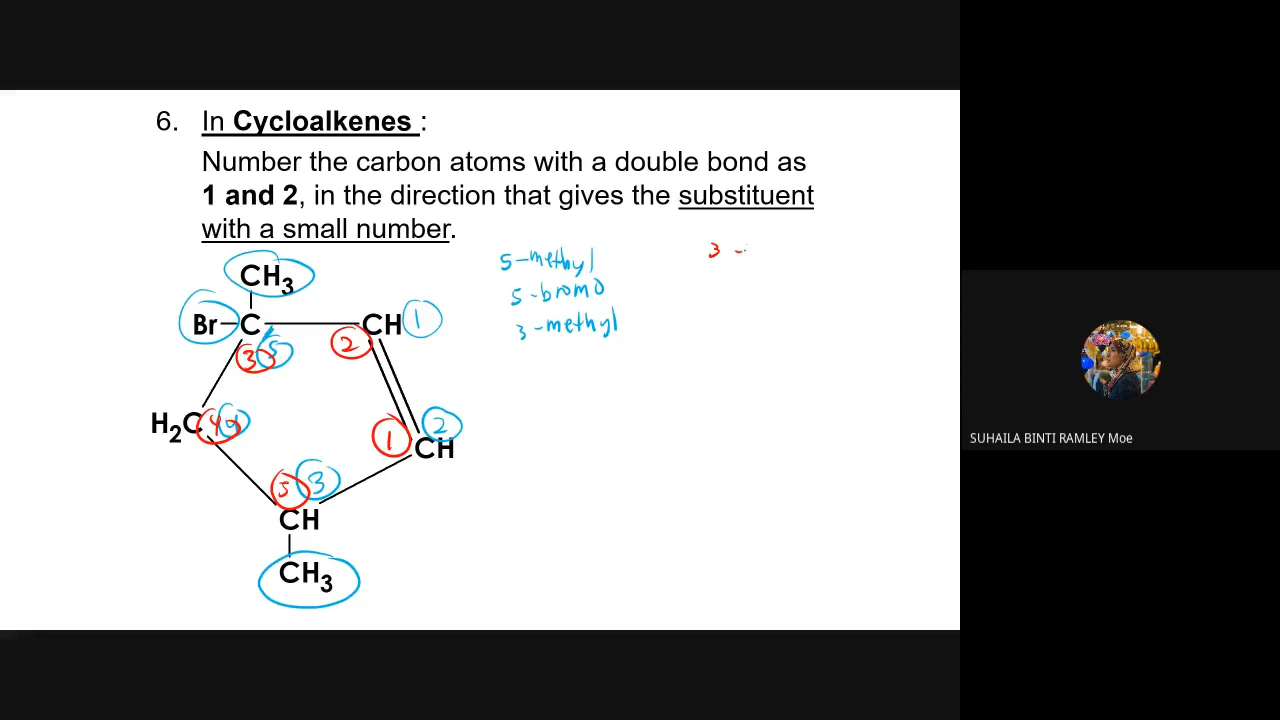 6. In Cycloalkenes :
Number the carbon atoms with a double bond as
1 and 2, in the direction that gives the substituent
with a small number.
5-methyl
5-bromo
3-methyl
3 -
CH3
Br C CH 1
3 5 2
H2C 4 4 1 2 CH
5 3
CH
CH3
SUHAILA BINTI RAMLEY Moe